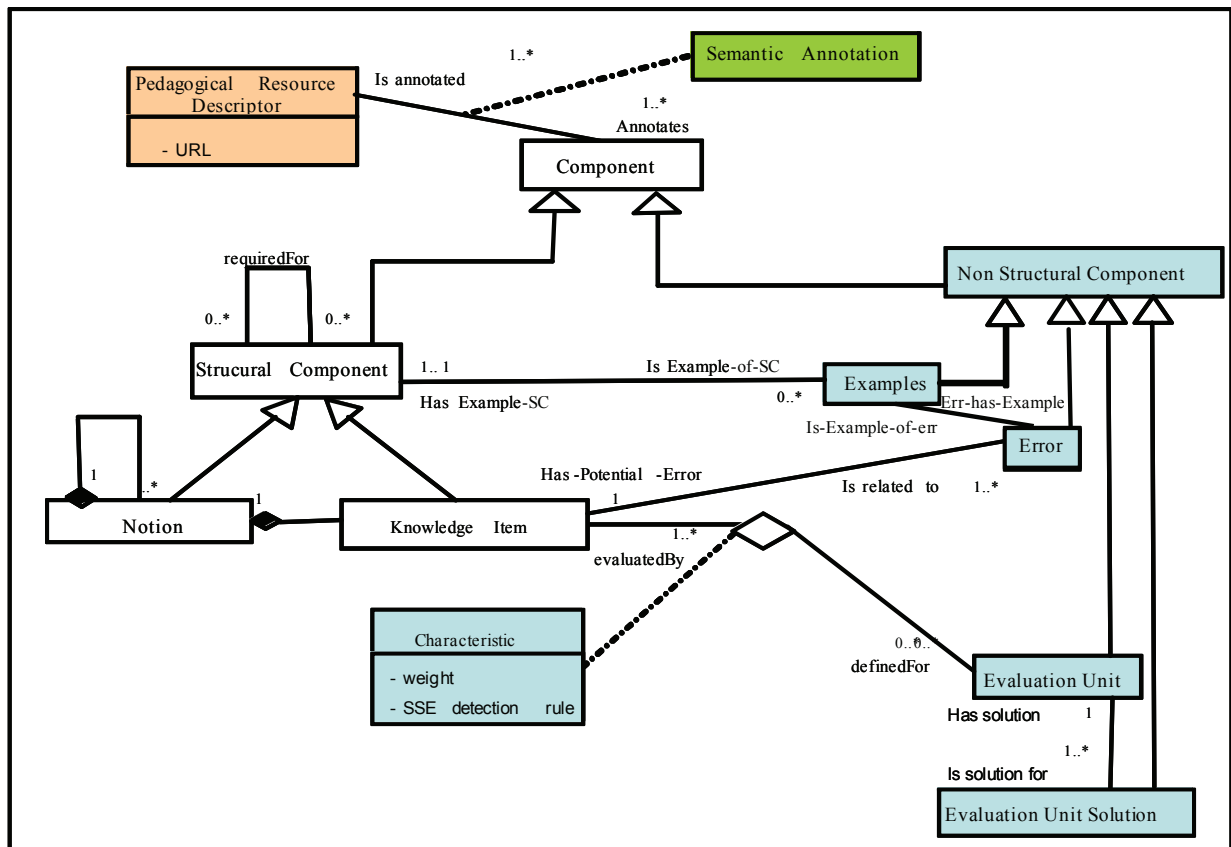 Semantic Annotation
1..*
Is annotated
Pedagogical Resource
Descriptor
- URL
1..*
Annotates
Component
requiredFor
Non Structural Component
0..*
0..*
Strucural Component
1.. 1
Is Example-of-SC
Examples
Has Example-SC
0..*
Err-has-Example
Is-Example-of-err
Error
Has -Potential -Error
Is related to
1..*
1
..*
1
1
Notion
Knowledge Item
1..*
evaluatedBy
Characteristic
- weight
- SSE detection rule
definedFor
Evaluation Unit
Has solution
1
1..*
Is solution for
Evaluation Unit Solution